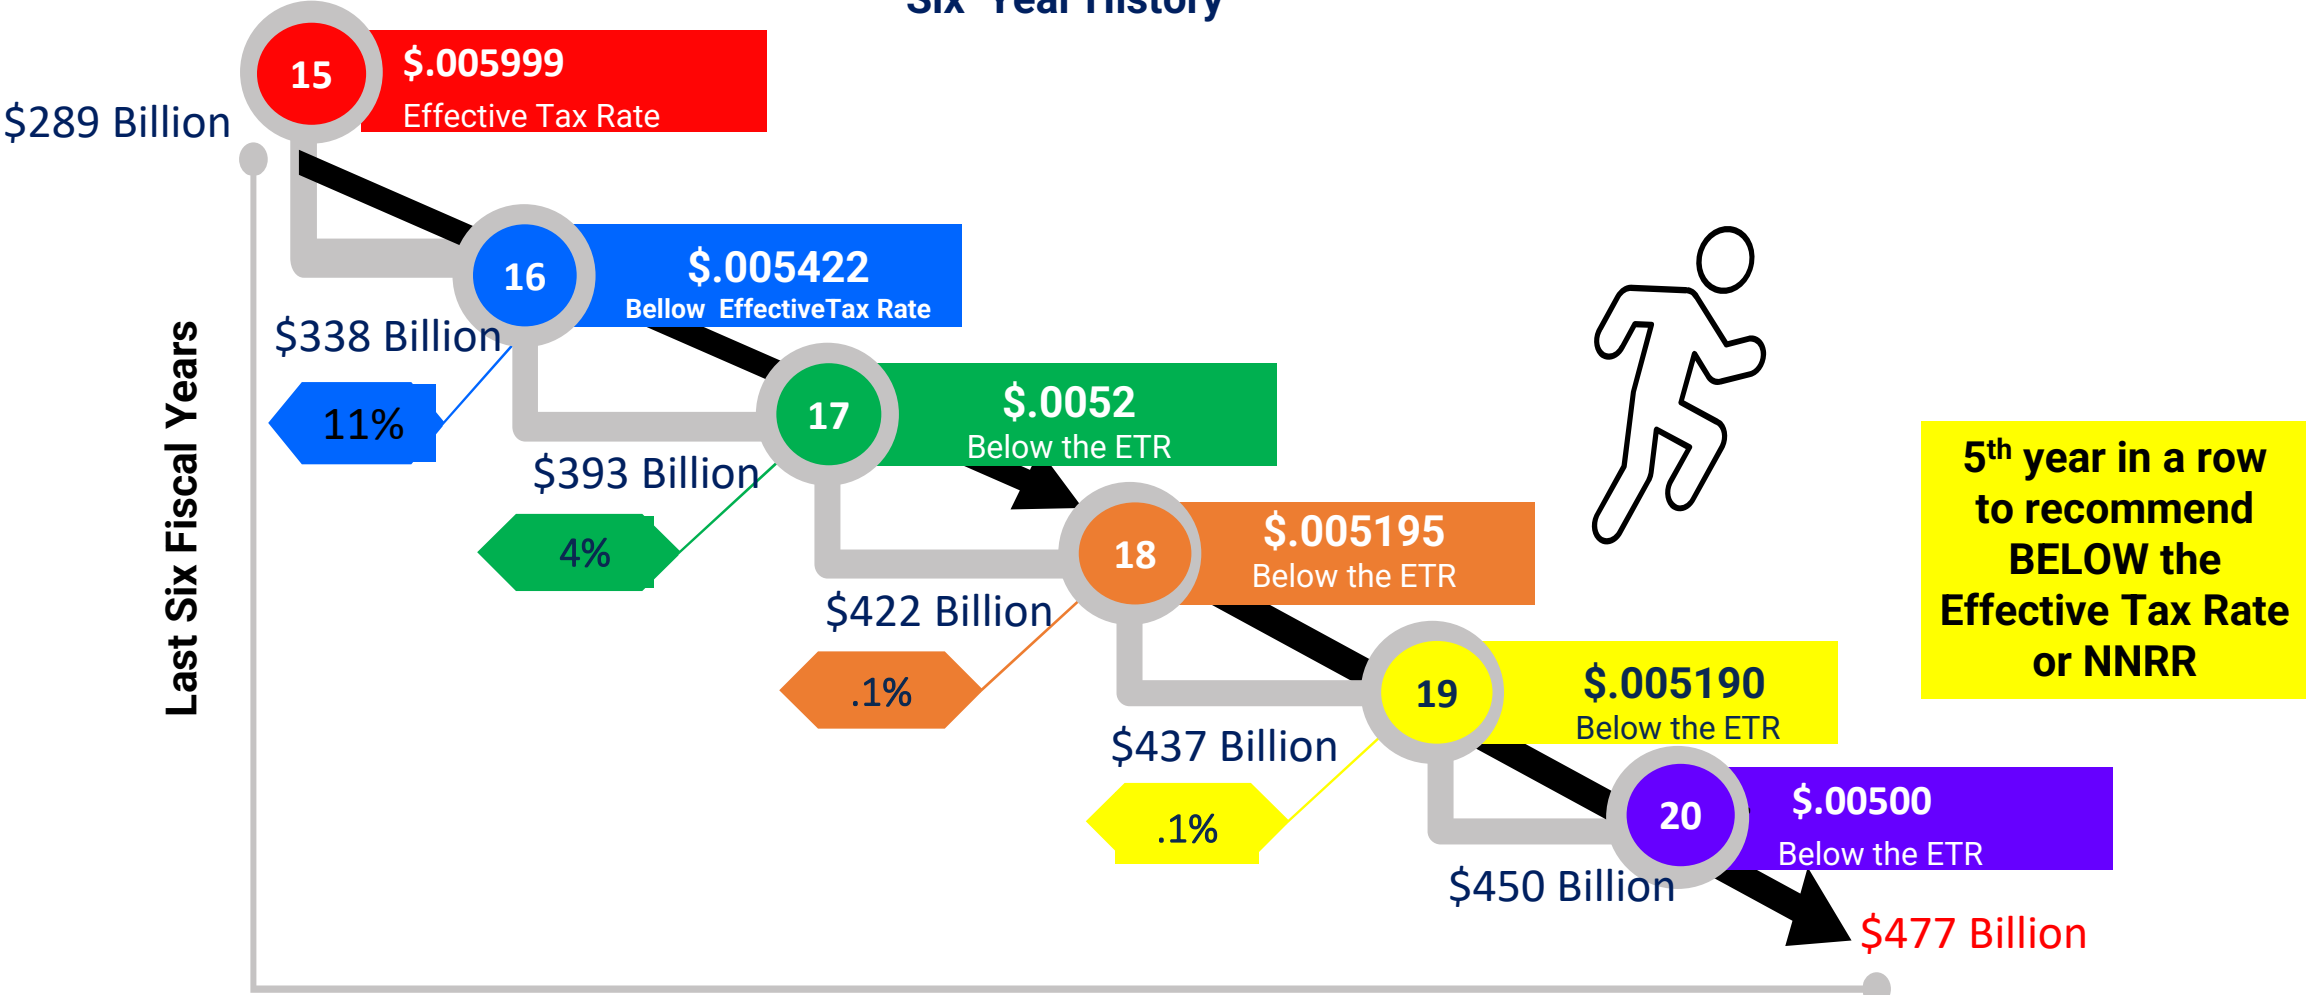 Six Year History
15
$.005999
Effective Tax Rate
$289 Billion
16
$.005422
Bellow EffectiveTax Rate
$338 Billion
11%
17
$.0052
Below the ETR
$393 Billion
4%
18
$.005195
Below the ETR
$422 Billion
.1%
19
$.005190
Below the ETR
$437 Billion
.1%
20
$.00500
Below the ETR
$450 Billion
$477 Billion
Last Six Fiscal Years
5th year in a row
to recommend
BELOW the
Effective Tax Rate
or NNRR